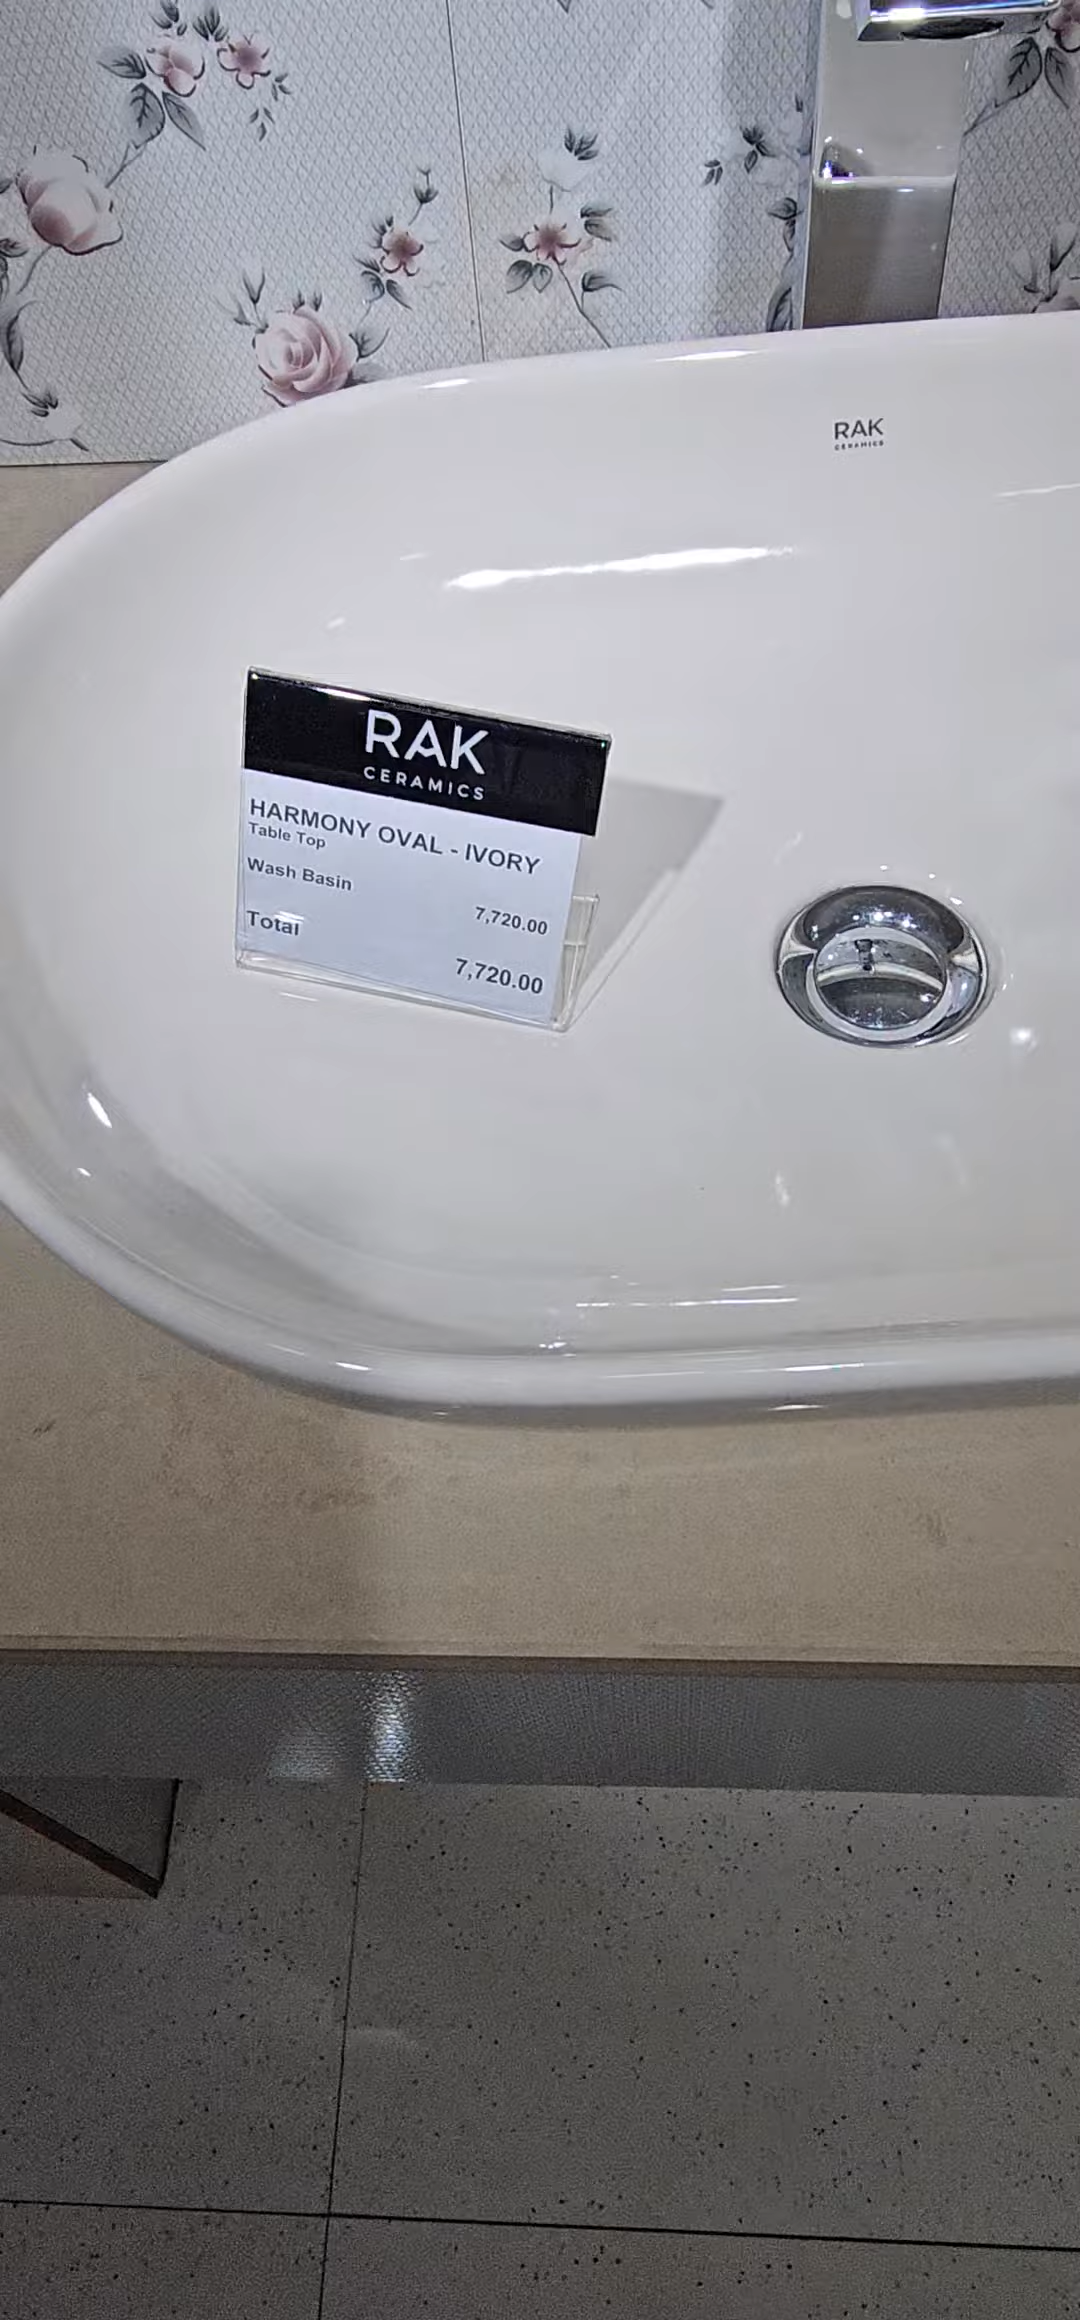 RAK
CERAMICS
RAK
CERAMICS
HARMONY OVAL - IVORY
Table Top
Wash Basin
7,720.00
Total
7,720.00